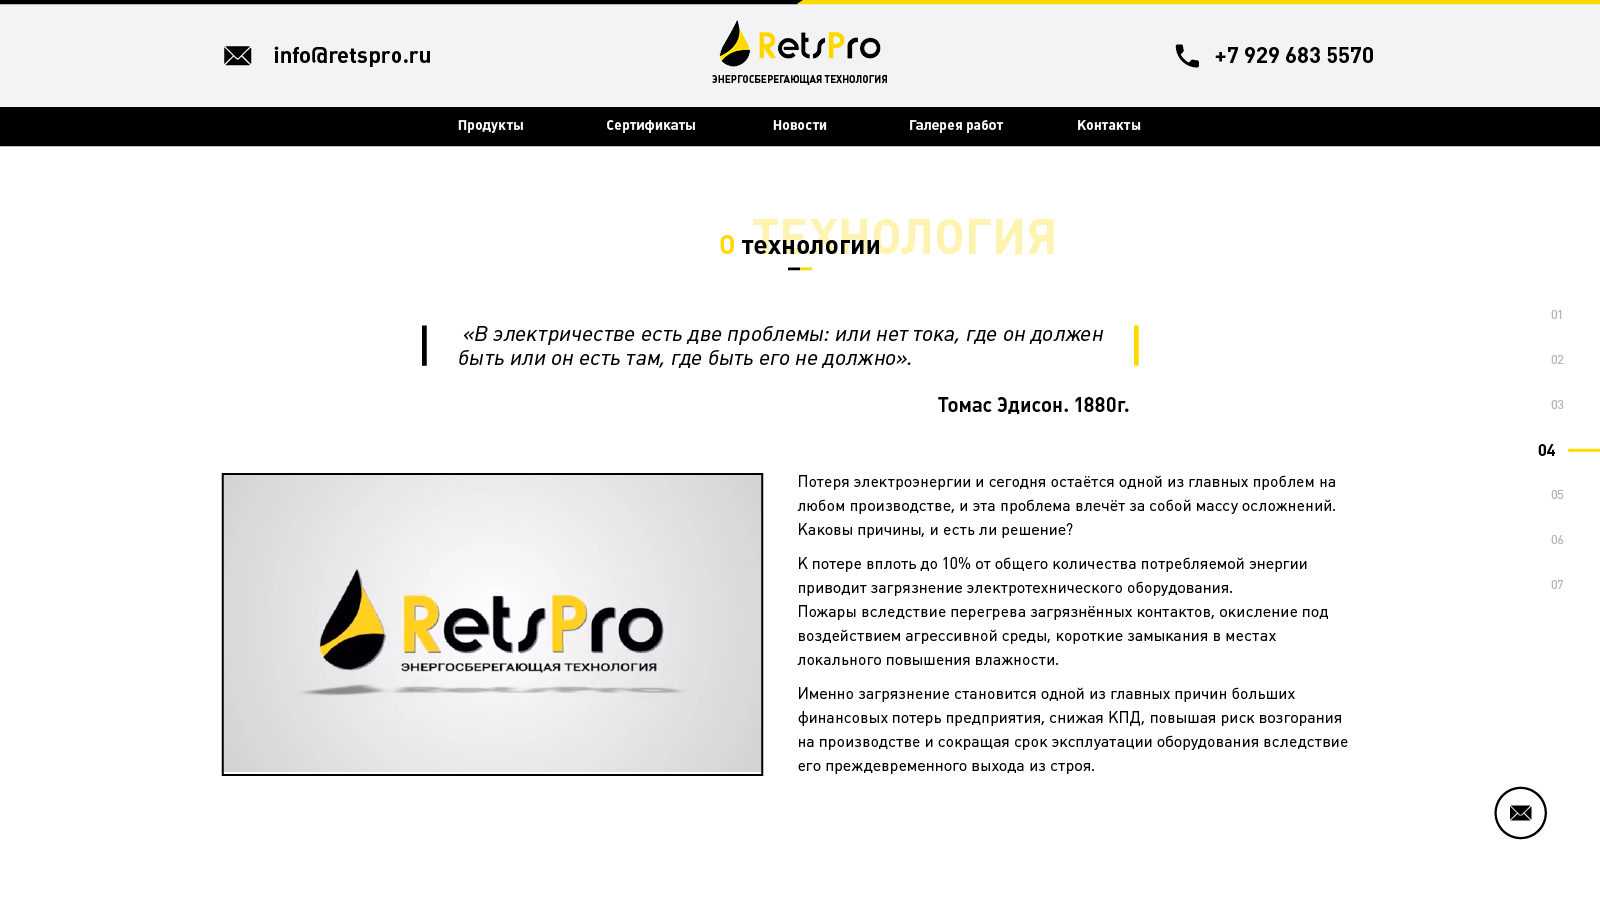 info@retspro.ru
RetsPro
ЭНЕРГОСБЕРЕГАЮЩАЯ ТЕХНОЛОГИЯ
+7 929 683 5570
Продукты
Сертификаты
Новости
Галерея работ
Контакты
ТЕХНОЛОГИЯ
О технологии
«В электричестве есть две проблемы: или нет тока, где он должен
быть или он есть там, где быть его не должно».
Томас Эдисон. 1880г.
RetsPro
ЭНЕРГОСБЕРЕГАЮЩАЯ ТЕХНОЛОГИЯ
Потеря электроэнергии и сегодня остаётся одной из главных проблем на
любом производстве, и эта проблема влечёт за собой массу осложнений.
Каковы причины, и есть ли решение?
К потере вплоть до 10% от общего количества потребляемой энергии
приводит загрязнение электротехнического оборудования.
Пожары вследствие перегрева загрязнённых контактов, окисление под
воздействием агрессивной среды, короткие замыкания в местах
локального повышения влажности.
Именно загрязнение становится одной из главных причин больших
финансовых потерь предприятия, снижая КПД, повышая риск возгорания
на производстве и сокращая срок эксплуатации оборудования вследствие
его преждевременного выхода из строя.
01
02
03
04
05
06
07